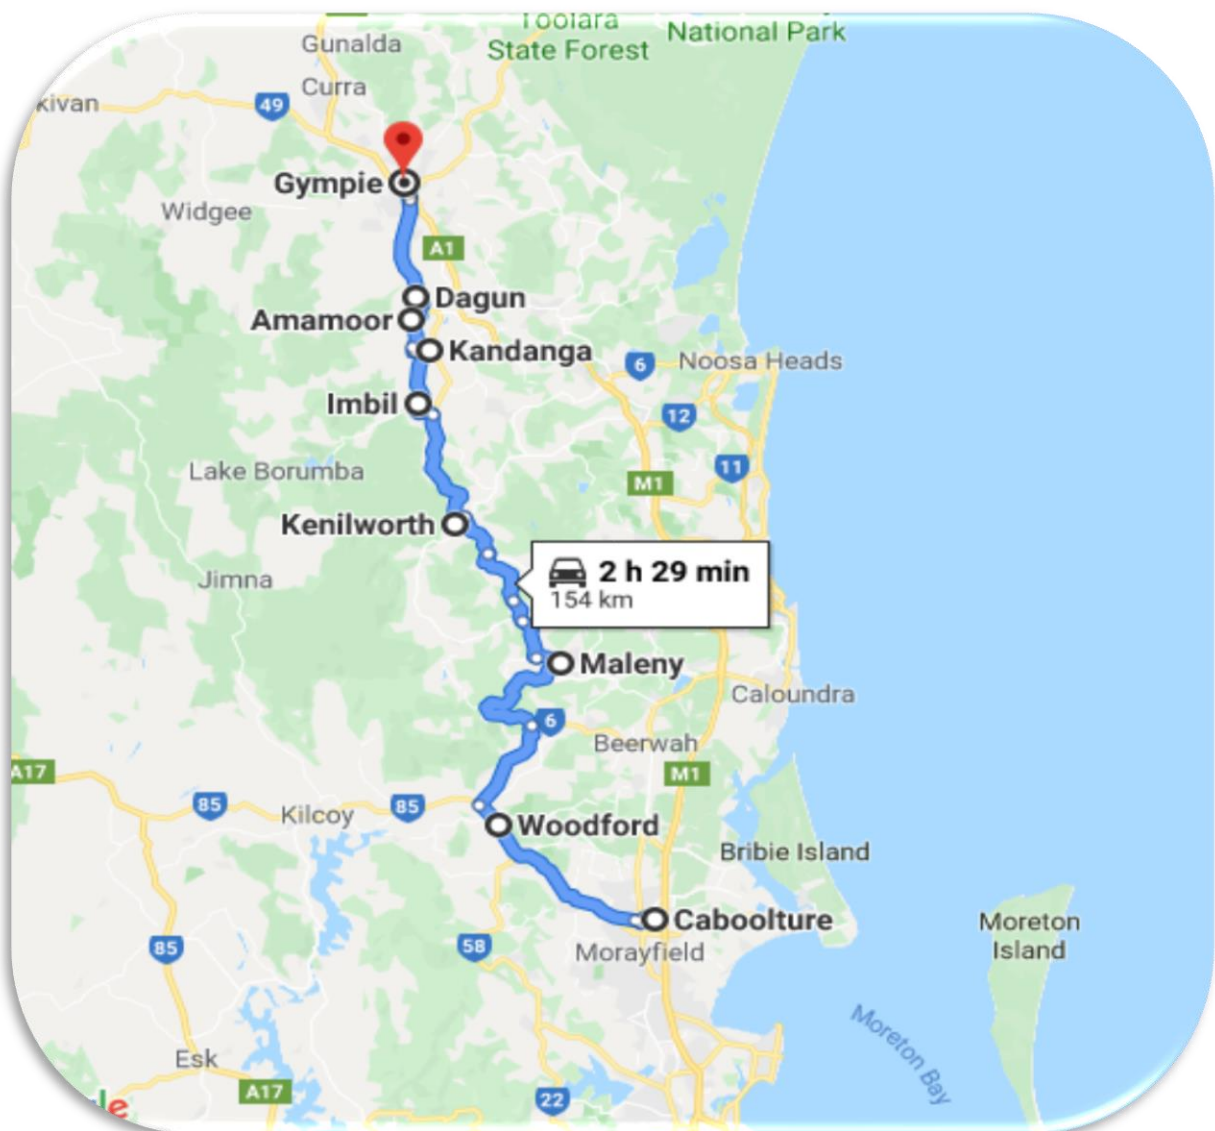 Toolara
State Forest
National Park
Gunalda
Curra
kivan
49
Gympie
Widgee
A1
Dagun
Amamoor
Kandanga
6
Noosa Heads
Imbil
12
11
Lake Borumba
M1
Kenilworth
2 h 29 min
154 km
Jimna
Maleny
Caloundra
6
Beerwah
A17
M1
85
85
Kilcoy
Woodford
Bribie Island
Caboolture
Moreton
Island
85
58
Morayfield
Moreton Bay
Esk
A17
22
le